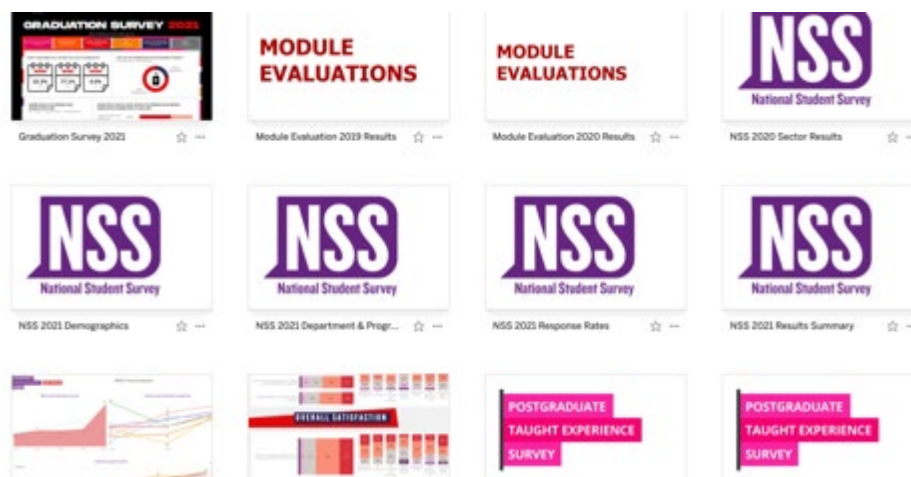 GRADUATION SURVEY 2021
MODULE
EVALUATIONS
MODULE
EVALUATIONS
NSS
National Student Survey
Graduation Survey 2021
Module Evaluation 2019 Results
Module Evaluation 2020 Results
NSS 2020 Sector Results
NSS
National Student Survey
NSS
National Student Survey
NSS
National Student Survey
NSS
National Student Survey
NSS 2021 Demographics
NSS 2021 Department & Progr...
NSS 2021 Response Rates
NSS 2021 Results Summary
OVERALL SATISFACTION
POSTGRADUATE
TAUGHT EXPERIENCE
SURVEY
POSTGRADUATE
TAUGHT EXPERIENCE
SURVEY